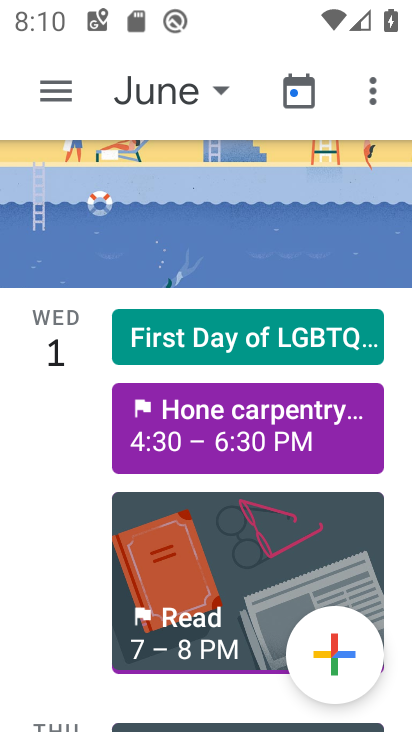 8:10
June
WED
1
First Day of LGBTQ...
Hone carpentry...
4:30 – 6:30 PM
Read
7 – 8 PM
THU